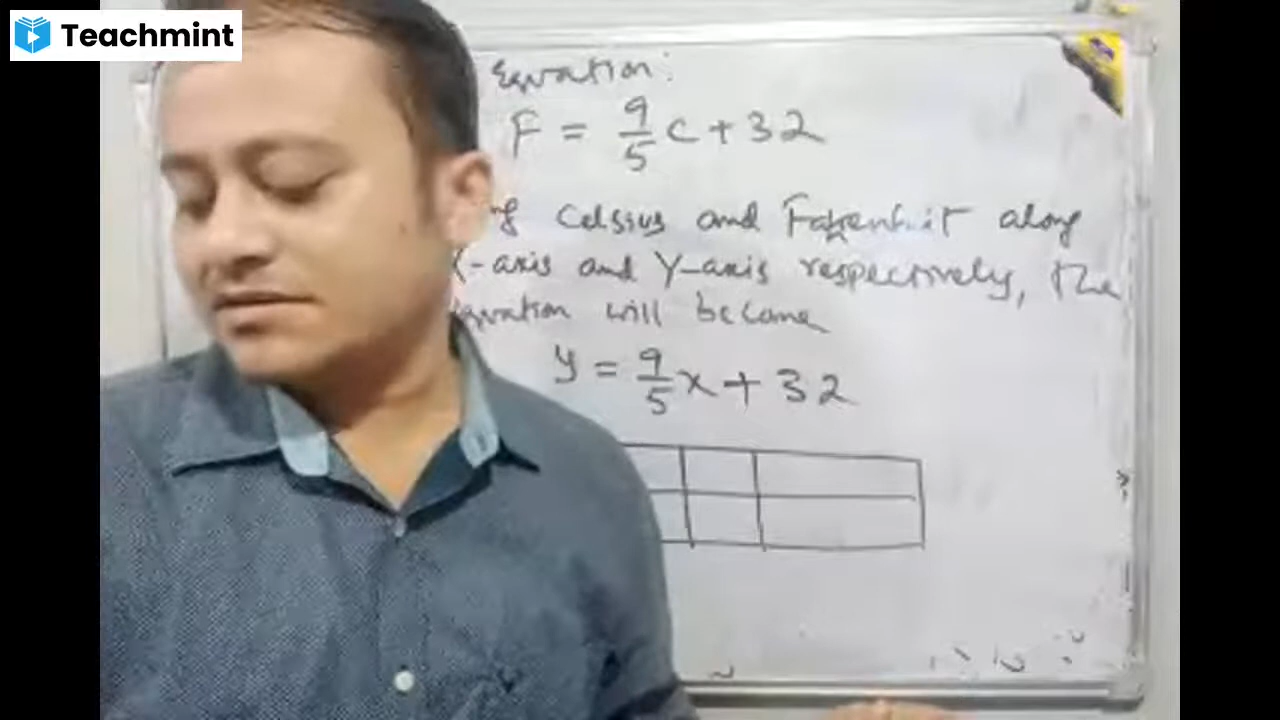 Teachmint
Equation:
F = 9/5 C + 32
of Celsius and Fahrenheit along
X-axis and Y-axis respectively, the
Equation will become
y = 9/5 x + 32